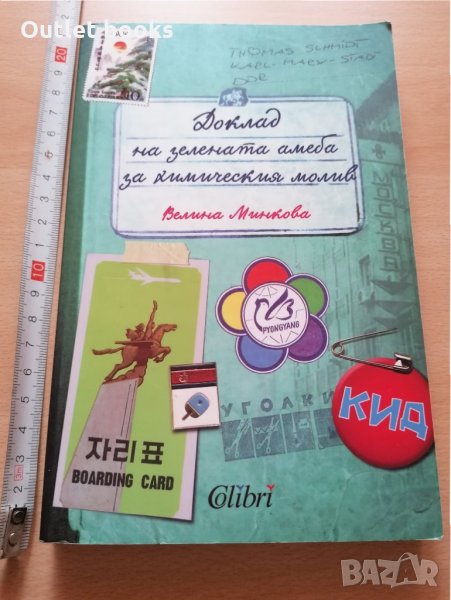 Outlet Books
THOMAS SCHMIDT
KARL-MARX-STADT
DDR
Доклад
на зелената амеба
за химическия молив
Велина Минкова
PYONGYANG
УГОЛКИ
КИД
자리표
BOARDING CARD
Colibri
BAZAR